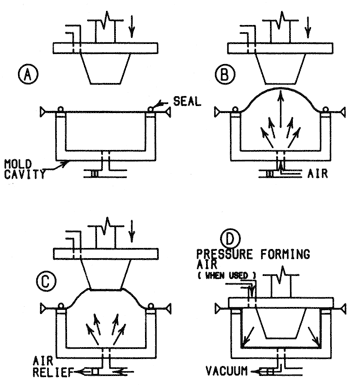 A
B
SEAL
MOLD
CAVITY
AIR
C
D
PRESSURE FORMING
AIR
( WHEN USED )
AIR
RELIEF
VACUUM